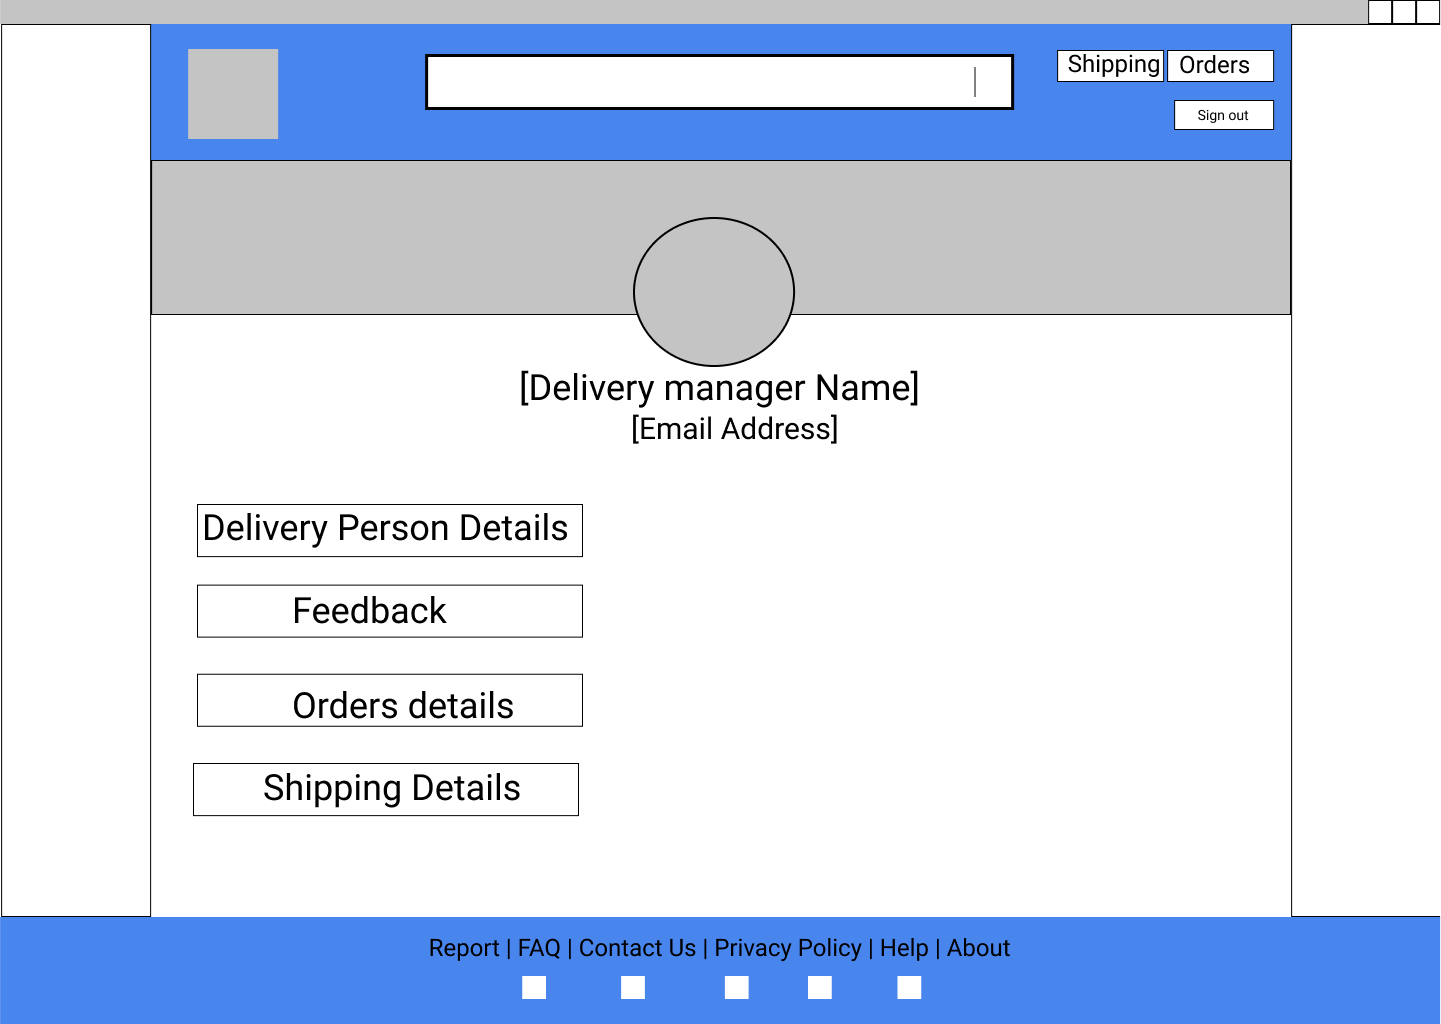 Shipping Orders
Sign out
[Delivery manager Name]
[Email Address]
Delivery Person Details
Feedback
Orders details
Shipping Details
Report | FAQ | Contact Us | Privacy Policy | Help | About